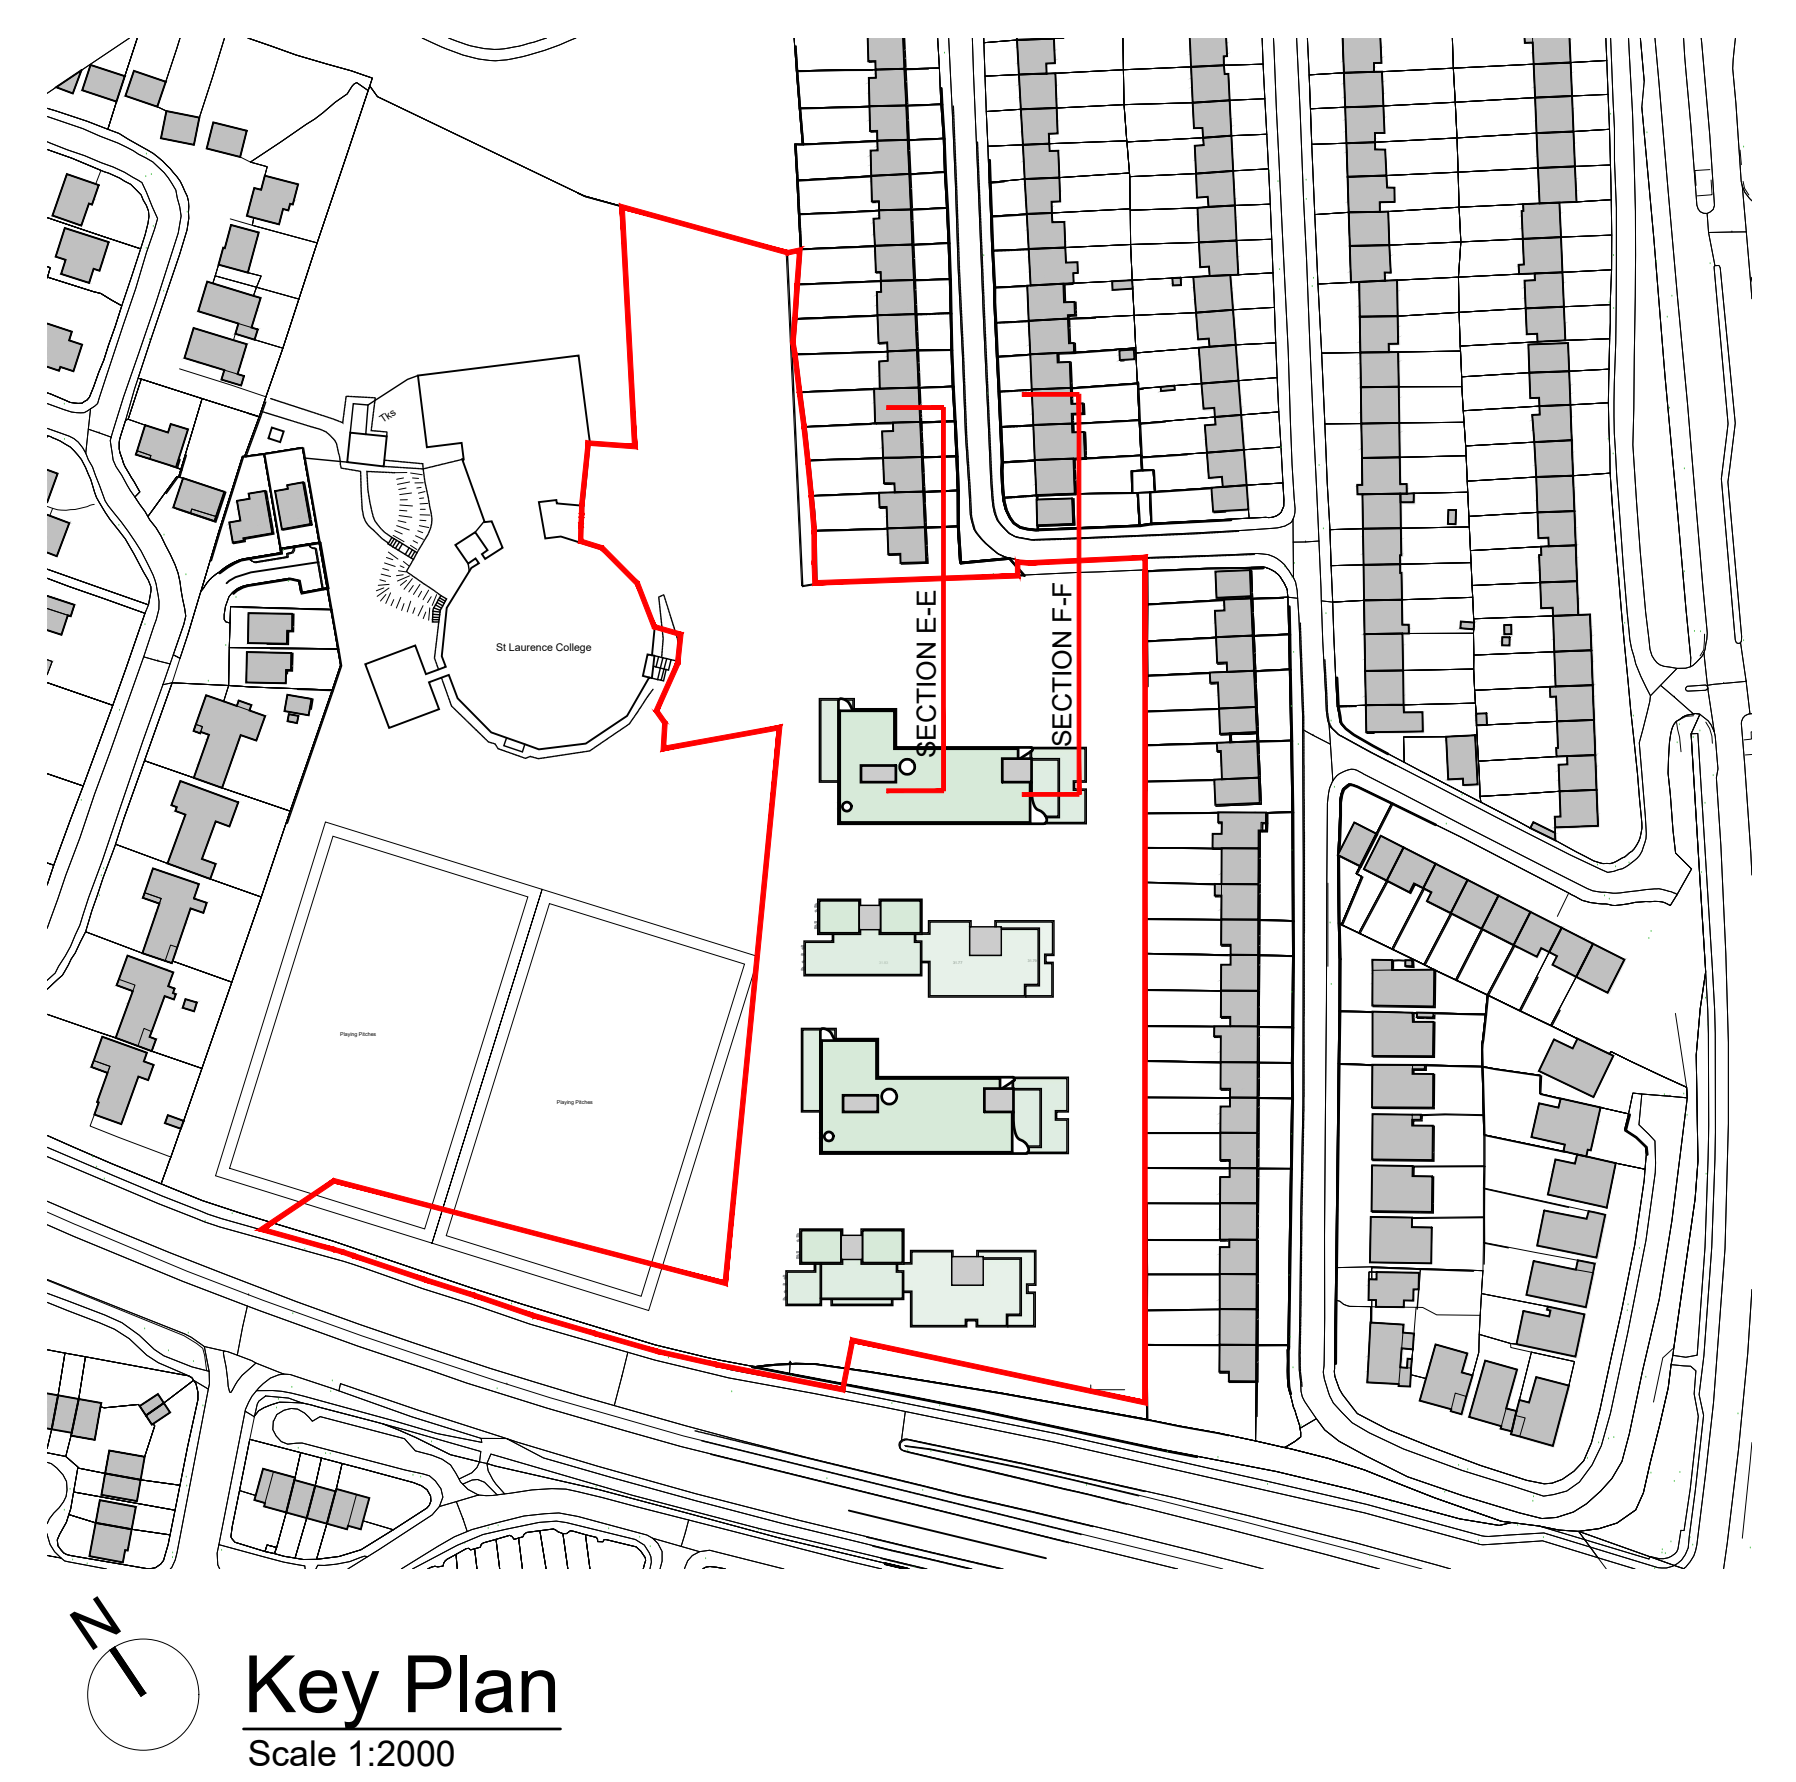 Tks
St Laurence College
SECTION E-E
SECTION F-F
Playing Pitches
Playing Pitches
N
Key Plan
Scale 1:2000